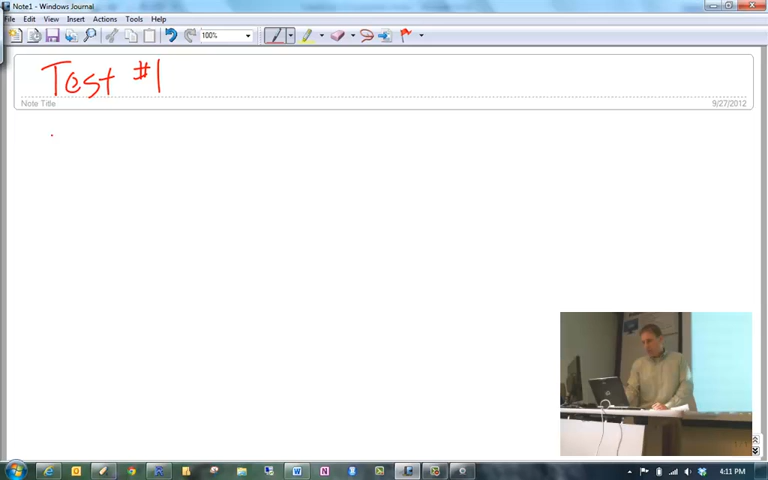 Note1 - Windows Journal
File Edit View Insert Actions Tools Help
100%
Test #1
Note Title
9/27/2012
4:11 PM